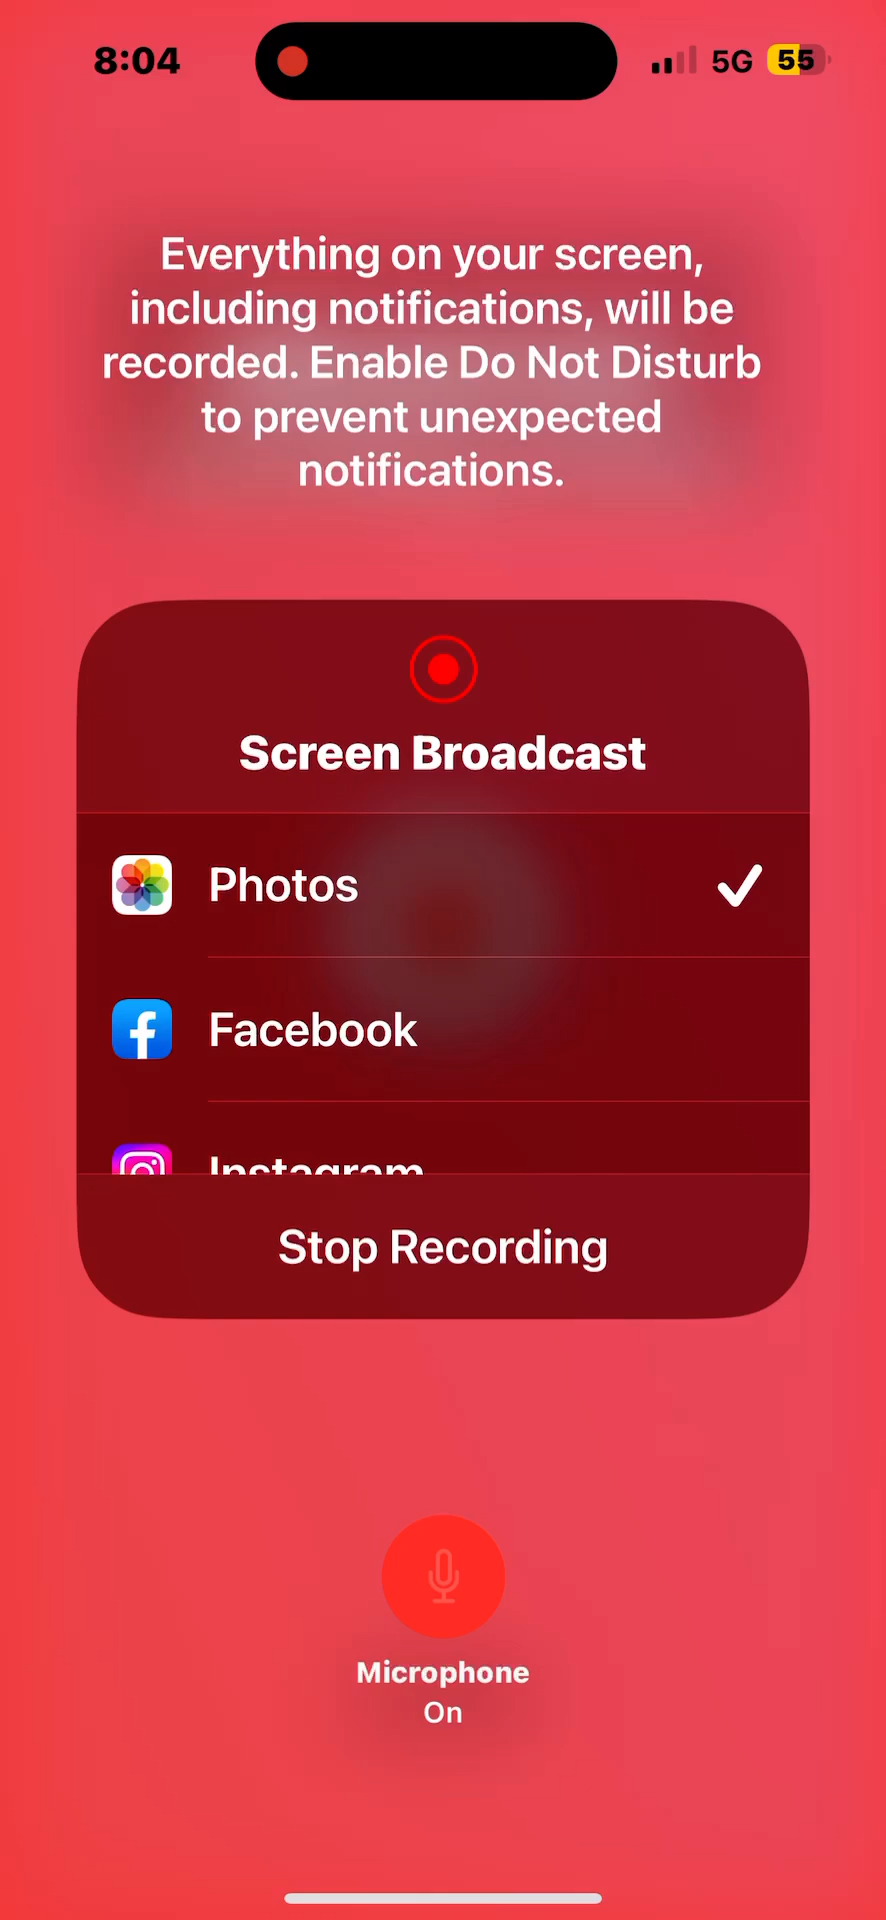 8:04
5G
55
Everything on your screen,
including notifications, will be
recorded. Enable Do Not Disturb
to prevent unexpected
notifications.
Screen Broadcast
Photos
Facebook
Instagram
Stop Recording
Microphone
On